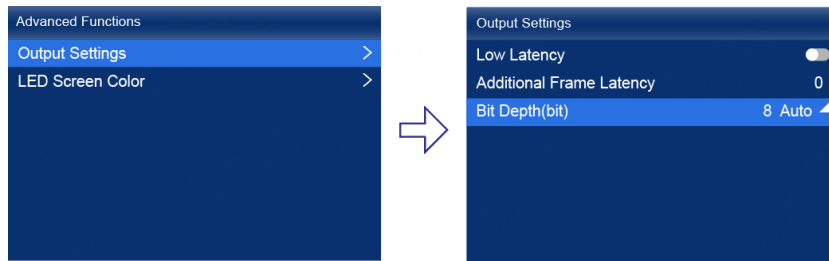 Advanced Functions
Output Settings
LED Screen Color
Output Settings
Low Latency
Additional Frame Latency 0
Bit Depth(bit) 8 Auto